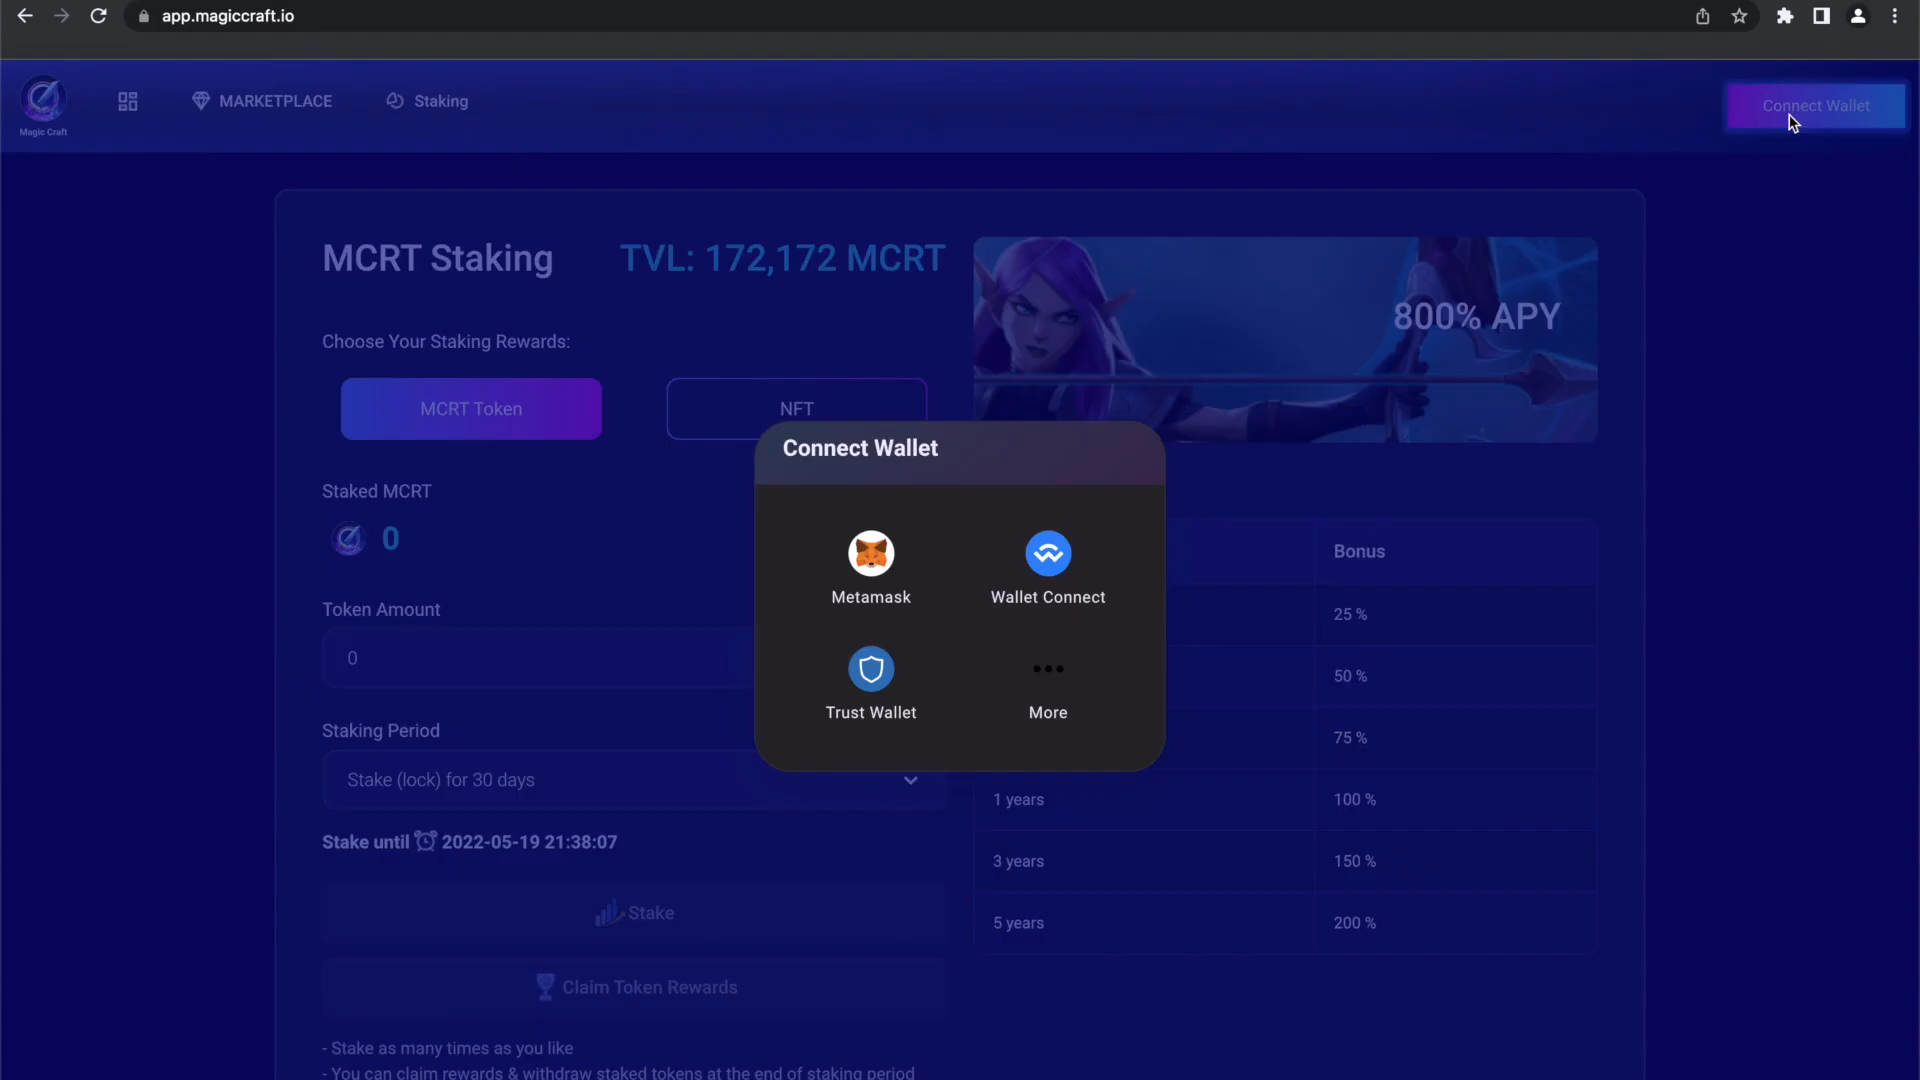 app.magiccraft.io
Magic Craft
MARKETPLACE
Staking
Connect Wallet
MCRT Staking
TVL: 172,172 MCRT
800% APY
Choose Your Staking Rewards:
MCRT Token
NFT
Connect Wallet
Staked MCRT
0
Metamask
Wallet Connect
Trust Wallet
More
Token Amount
0
Staking Period
Stake (lock) for 30 days
Stake until 2022-05-19 21:38:07
Stake
Claim Token Rewards
- Stake as many times as you like
- You can claim rewards & withdraw staked tokens at the end of staking period
Bonus
25 %
50 %
75 %
1 years 100 %
3 years 150 %
5 years 200 %